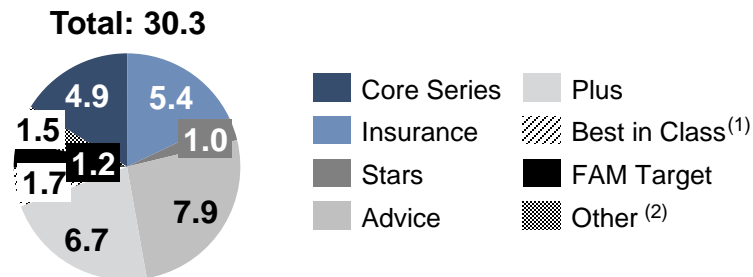 Total: 30.3
4.9
5.4
1.5
1.0
1.2
1.7
7.9
6.7
Core Series
Plus
Insurance
Best in Class(1)
Stars
FAM Target
Advice
Other (2)